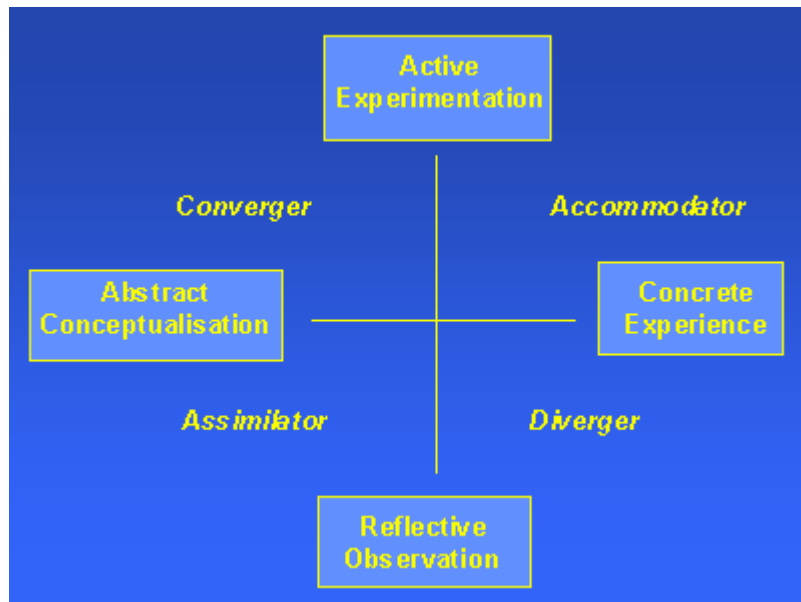 Active
Experimentation
Converger
Accommodator
Abstract
Conceptualisation
Concrete
Experience
Assimilator
Diverger
Reflective
Observation